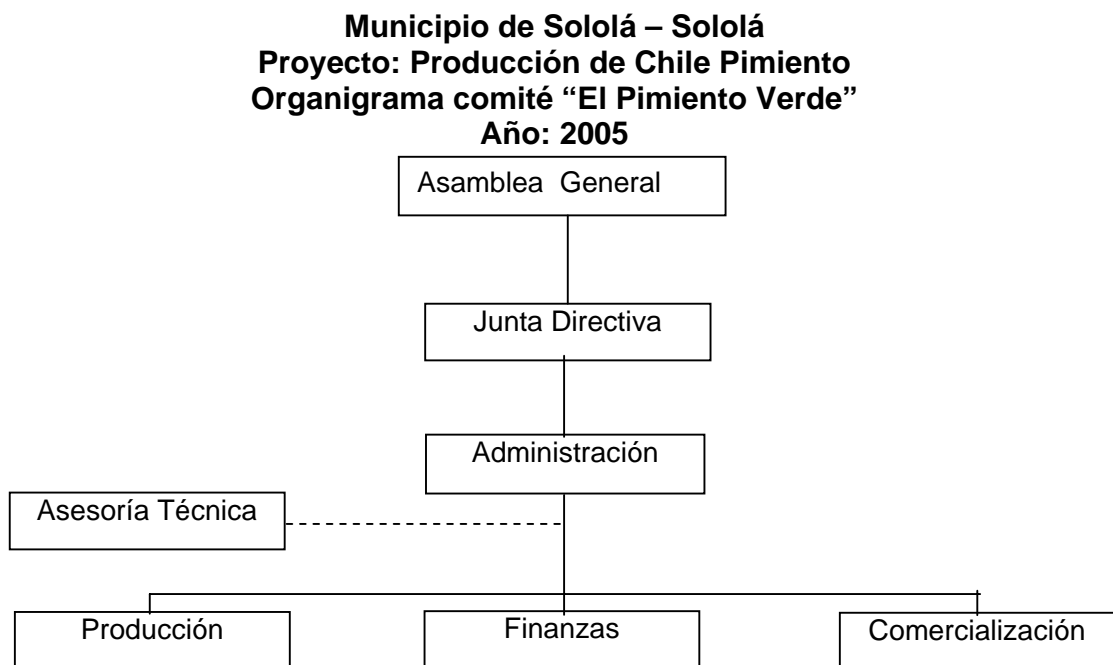 Municipio de Sololá – Sololá
Proyecto: Producción de Chile Pimiento
Organigrama comité “El Pimiento Verde”
Año: 2005
Asamblea General
Junta Directiva
Administración
Asesoría Técnica
Producción
Finanzas
Comercialización